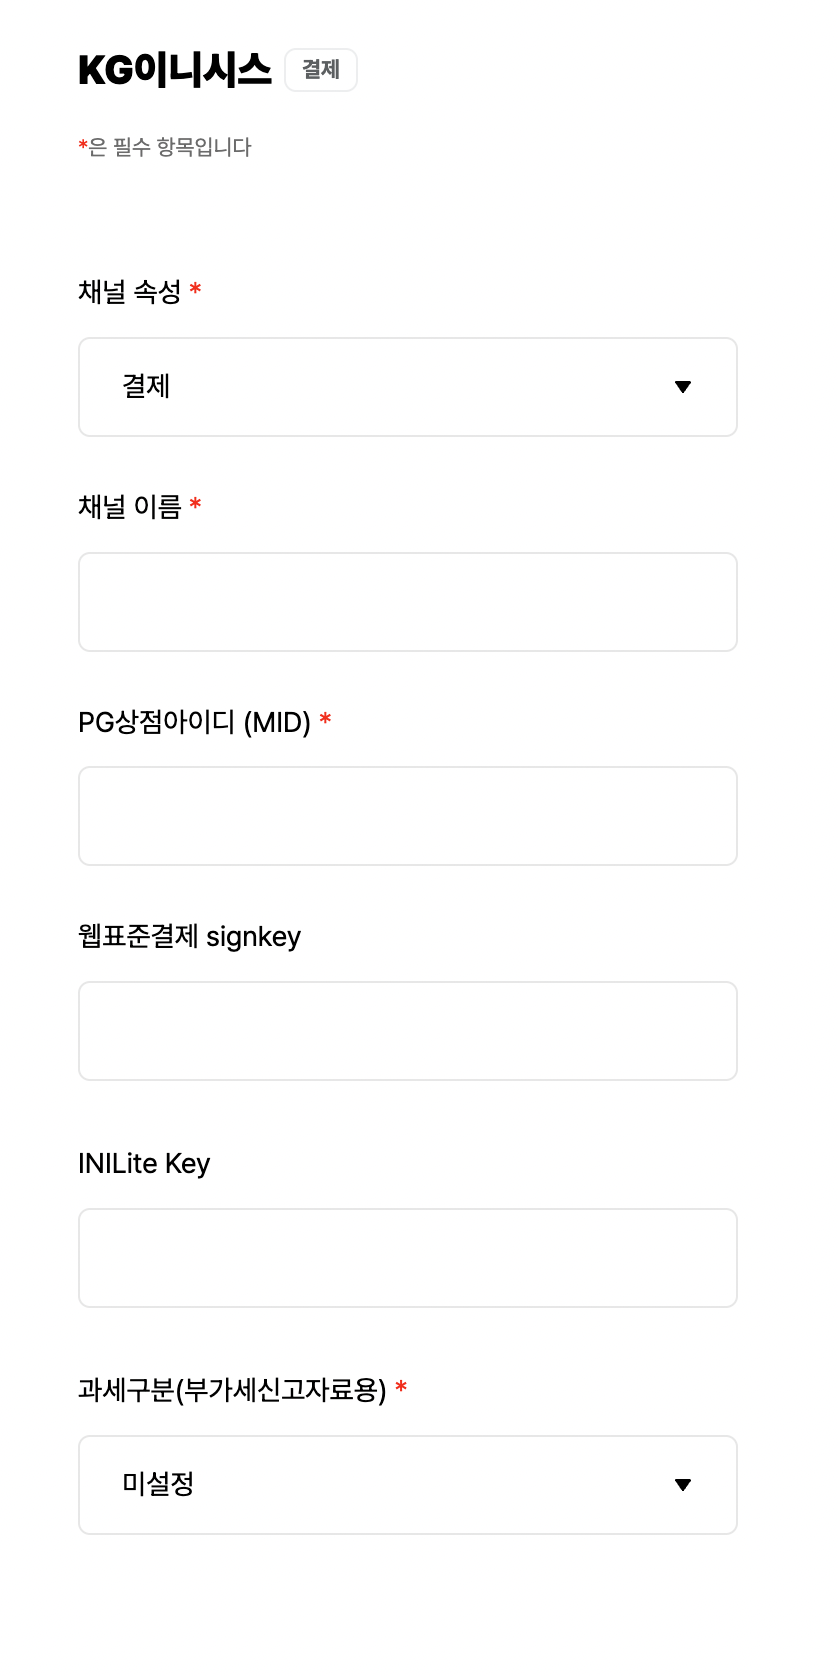 KG이니시스 결제
*은 필수 항목입니다
채널 속성 *
결제
채널 이름 *
PG상점아이디 (MID) *
웹표준결제 signkey
INILite Key
과세구분(부가세신고자료용) *
미설정